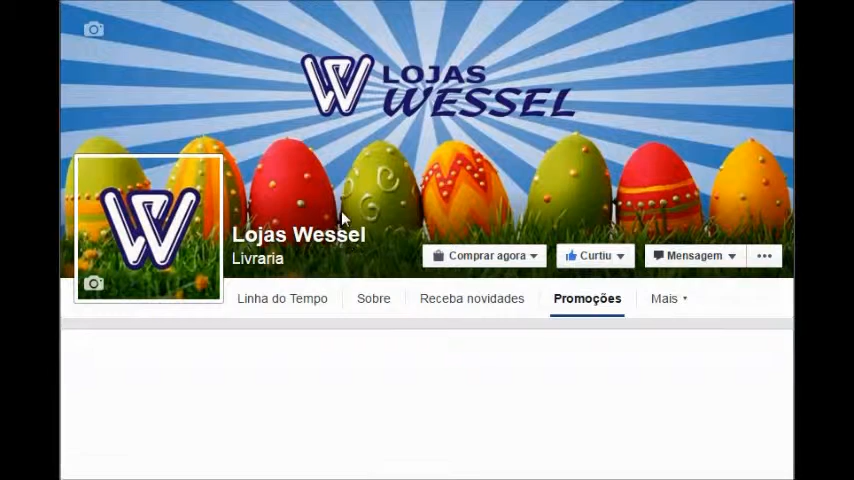 W LOJAS
WESSEL
W
Lojas Wessel
Livraria
Comprar agora
Curtiu
Mensagem
Linha do Tempo
Sobre
Receba novidades
Promoções
Mais